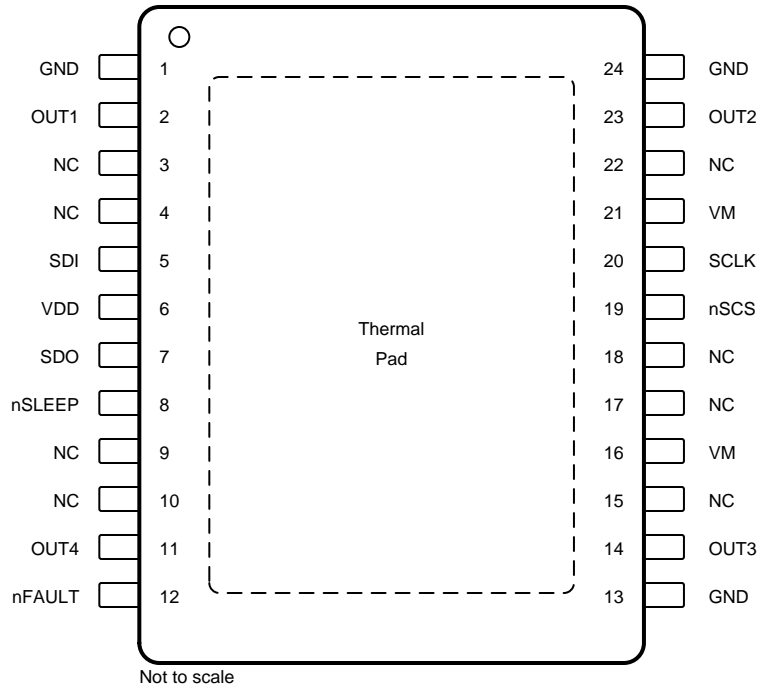 GND 1 24 GND
OUT1 2 23 OUT2
NC 3 22 NC
NC 4 21 VM
SDI 5 20 SCLK
VDD 6 19 nSCS
Thermal
SDO 7 18 NC
Pad
nSLEEP 8 17 NC
NC 9 16 VM
NC 10 15 NC
OUT4 11 14 OUT3
nFAULT 12 13 GND
Not to scale